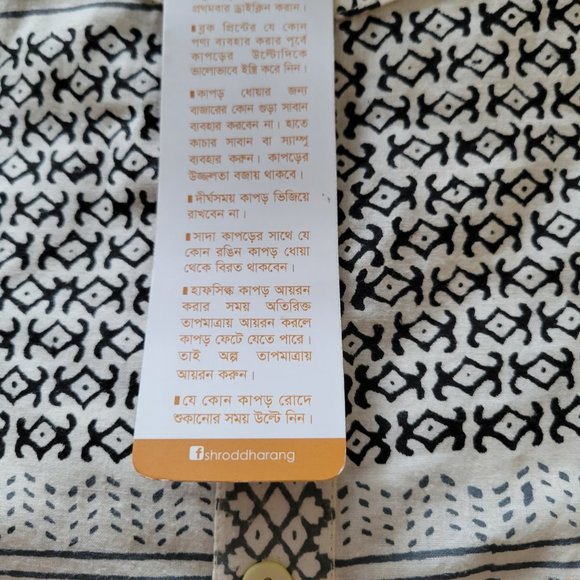 প্রথমবার ড্রাইক্লিন করান।
ব্লক প্রিন্টের যে কোন
পণ্য ব্যবহার করার পূর্বে
কাপড়ের উল্টোদিকে
ভালোভাবে ইস্ত্রি করে নিন।
কাপড় ধোয়ার জন্য
বাজারের কোন গুড়া সাবান
ব্যবহার করবেন না। হাতে
কাচার সাবান বা স্যাম্পু
ব্যবহার করুন। কাপড়ের
উজ্জলতা বজায় থাকবে।
দীর্ঘসময় কাপড় ভিজিয়ে
রাখবেন না।
সাদা কাপড়ের সাথে যে
কোন রঙিন কাপড় ধোয়া
থেকে বিরত থাকবেন।
হাফসিল্ক কাপড় আয়রন
করার সময় অতিরিক্ত
তাপমাত্রায় আয়রন করলে
কাপড় ফেটে যেতে পারে।
তাই অল্প তাপমাত্রায়
আয়রন করুন।
যে কোন কাপড় রোদে
শুকানোর সময় উল্টে নিন।
shroddharang